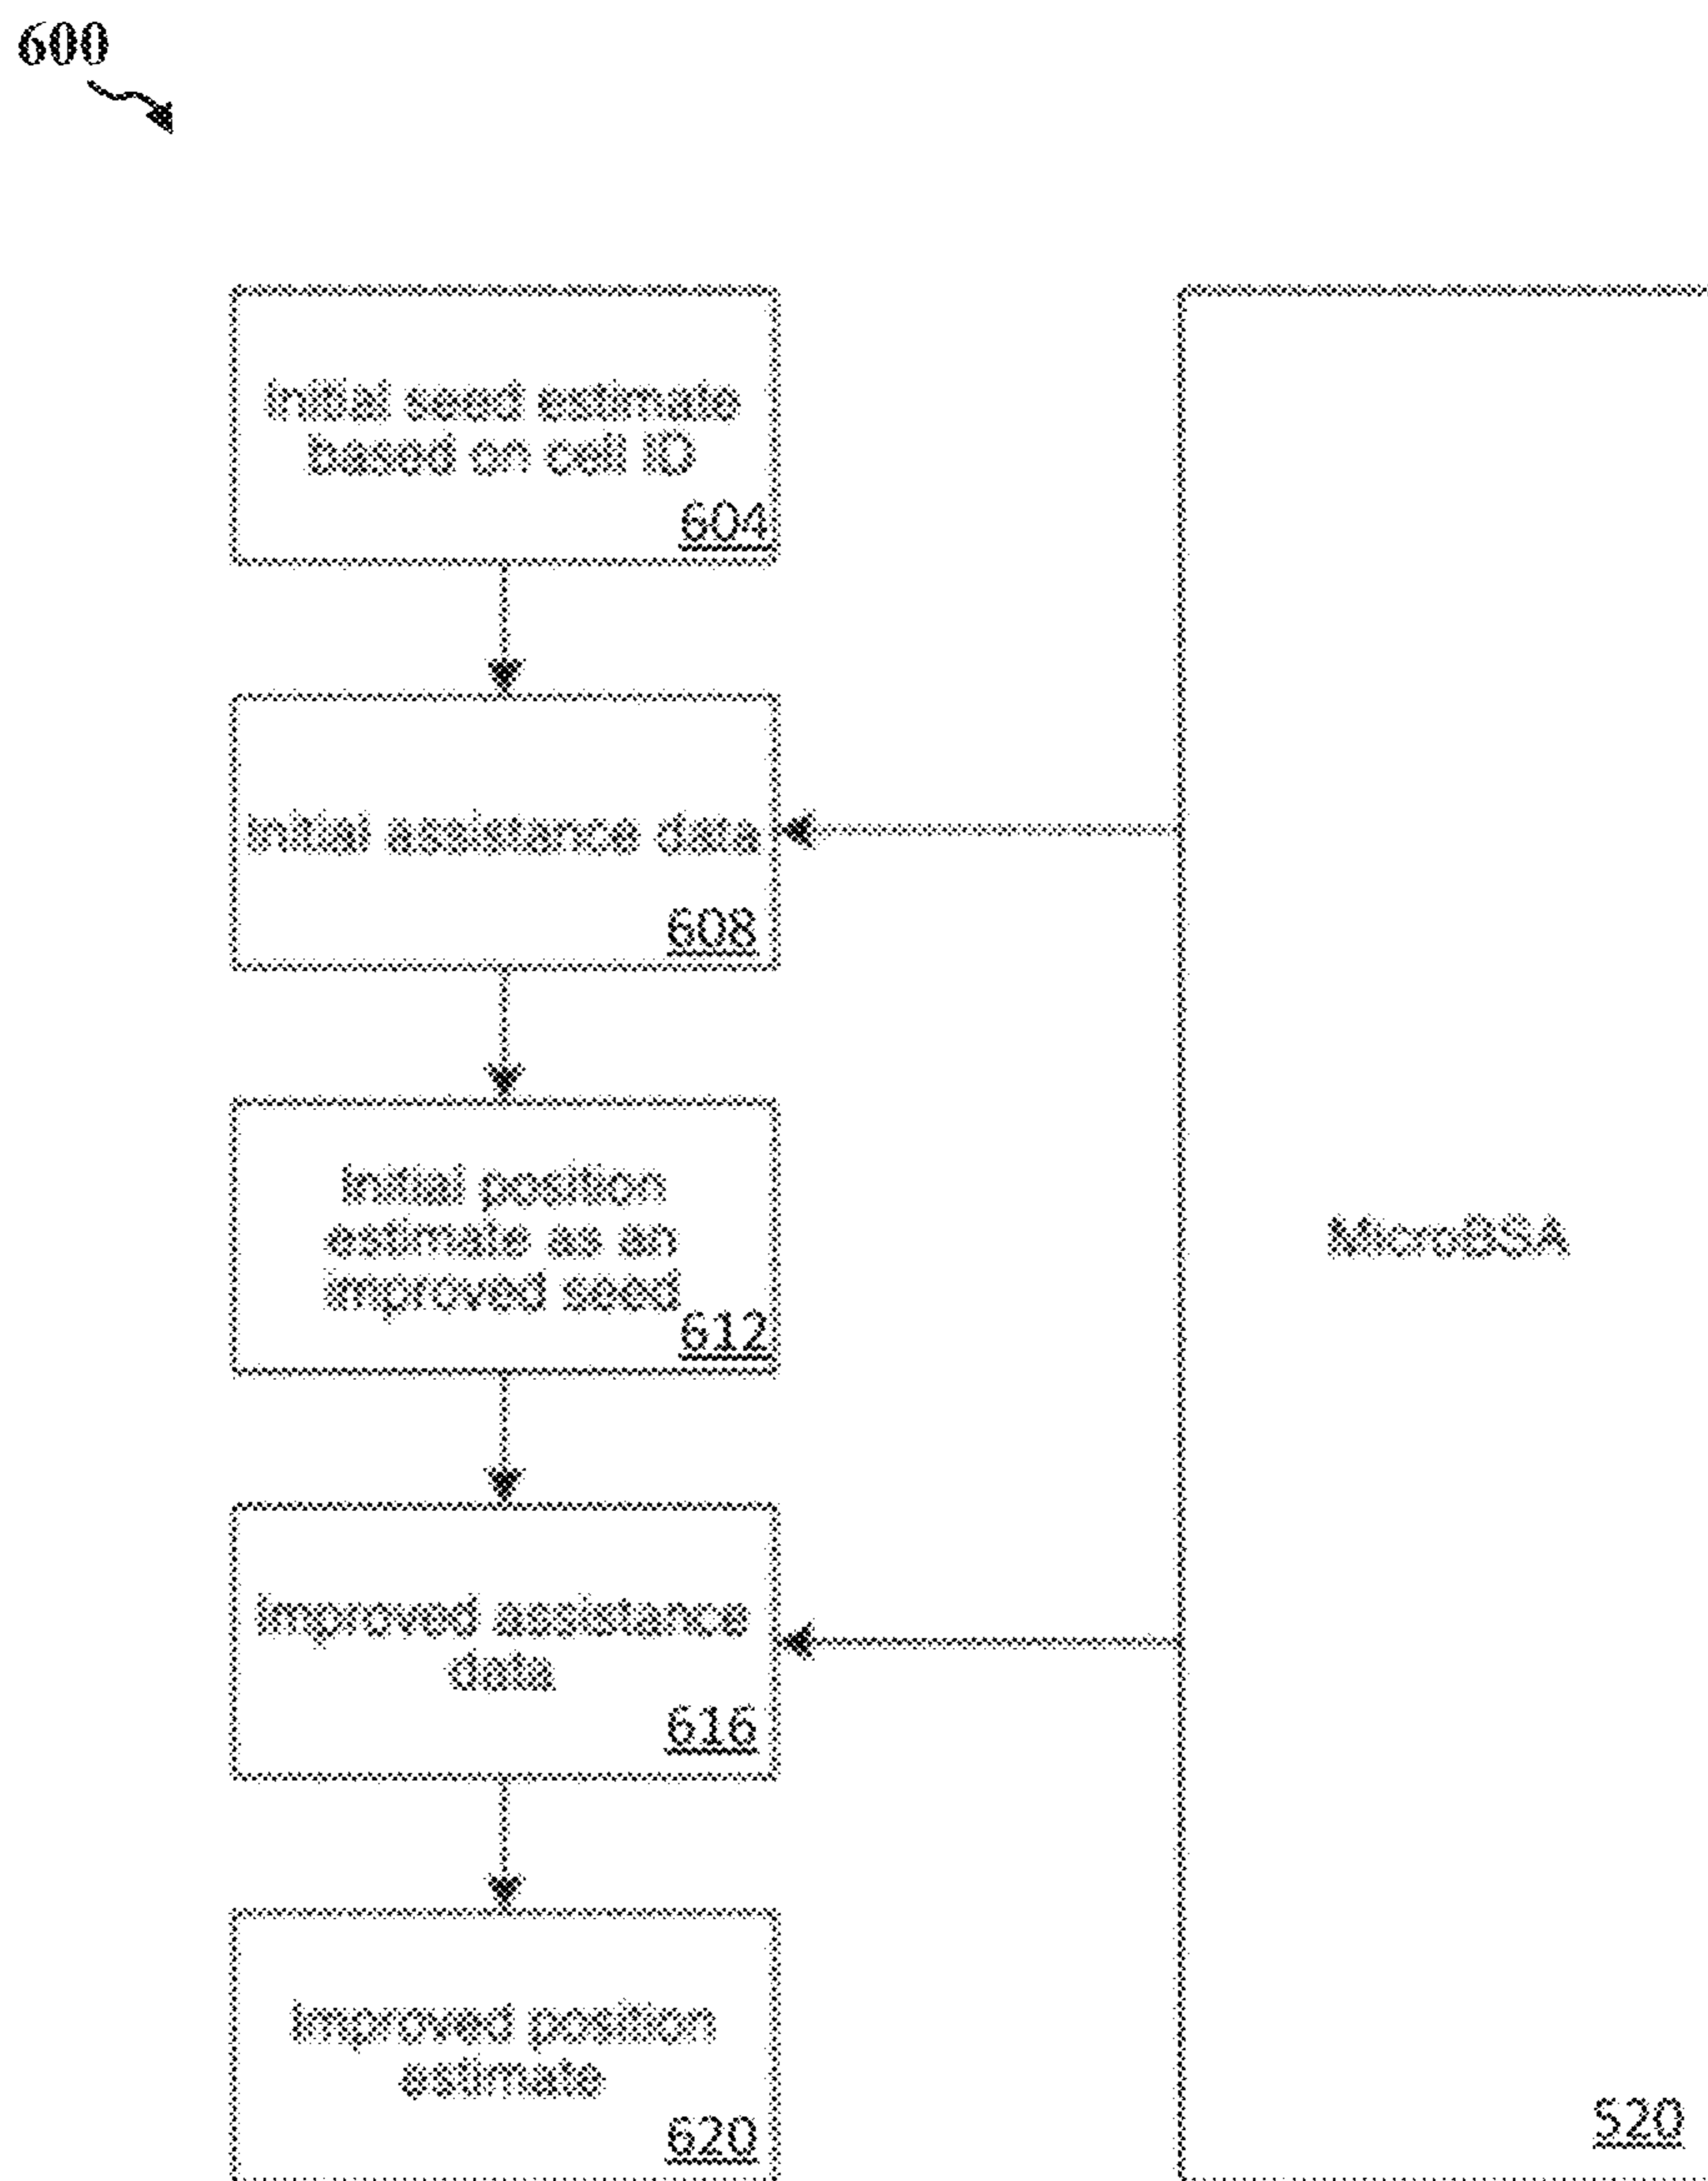 600
Initial seed estimate
based on cell ID
604
Initial assistance data
608
Initial position
estimate as an
improved seed
612
MicroBSA
Improved assistance
data
616
Improved position
estimate
620
520